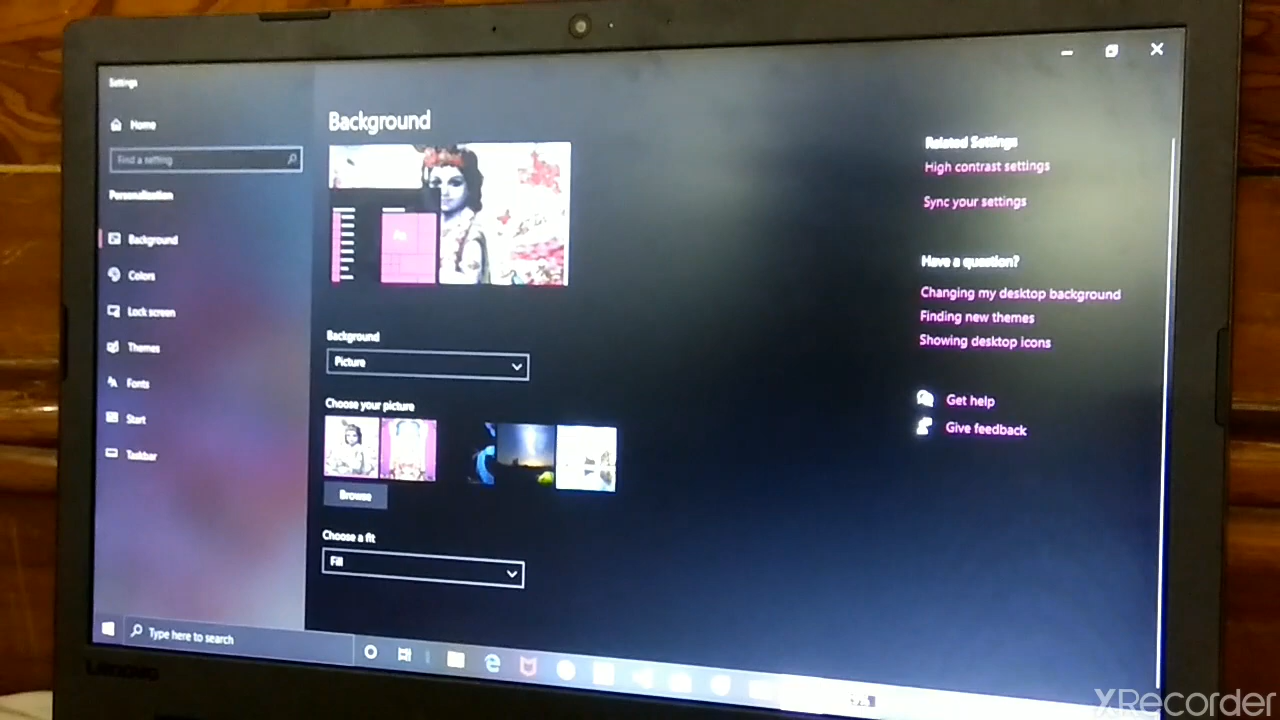 Settings
Home
Find a setting
Personalization
Background
Colors
Lock screen
Themes
Fonts
Start
Taskbar
Background
Aa
Background
Picture
Choose your picture
Browse
Choose a fit
Fill
Related Settings
High contrast settings
Sync your settings
Have a question?
Changing my desktop background
Finding new themes
Showing desktop icons
Get help
Give feedback
Type here to search
Lenovo
XRecorder